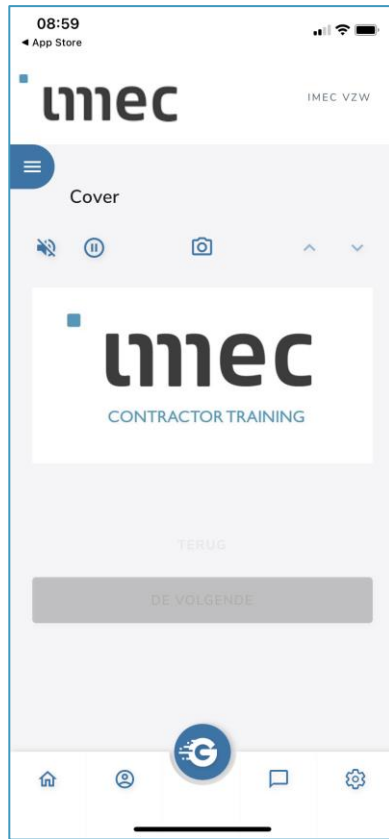 08:59
◀ App Store
imec
IMEC VZW
Cover
imec
CONTRACTOR TRAINING
TERUG
DE VOLGENDE
G